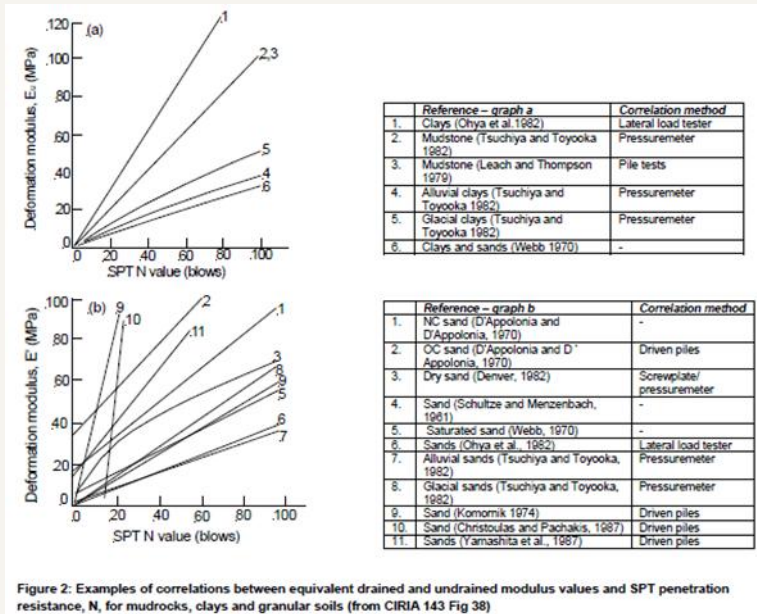 .120
(a)
.1
.100
2,3
80
60
.5
40
.4
.20
.6
.0
.0 .20 .40 .60 .80 .100
SPT N value (blows)
Deformation modulus, Eu (MPa)
Reference – graph a Correlation method
1. Clays (Ohya et al.1982) Lateral load tester
2. Mudstone (Tsuchiya and Toyooka Pressuremeter
1982)
3. Mudstone (Leach and Thompson Pile tests
1979)
4. Alluvial clays (Tsuchiya and Pressuremeter
Toyooka 1982)
5. Glacial clays (Tsuchiya and Pressuremeter
Toyooka 1982)
6. Clays and sands (Webb 1970) -
.100
(b) .9 .2
.10 .1
80 .11
60 .3
.8
.9
40 .5
.6
.20 .7
.0
.0 .20 .40 .60 .80 .100
SPT N value (blows)
Deformation modulus, E' (MPa)
Reference – graph b Correlation method
1. NC sand (D'Appolonia and -
D'Appolonia, 1970)
2. OC sand (D'Appolonia and D ' Driven piles
Appolonia, 1970)
3. Dry sand (Denver, 1982) Screwplate/
pressuremeter
4. Sand (Schultze and Menzenbach, -
1961)
5. Saturated sand (Webb, 1970) -
6. Sands (Ohya et al., 1982) Lateral load tester
7. Alluvial sands (Tsuchiya and Toyooka, Pressuremeter
1982)
8. Glacial sands (Tsuchiya and Toyooka, Pressuremeter
1982)
9. Sand (Komornik 1974) Driven piles
10. Sand (Christoulas and Pachakis, 1987) Driven piles
11. Sands (Yamashita et al., 1987) Driven piles
Figure 2: Examples of correlations between equivalent drained and undrained modulus values and SPT penetration
resistance, N, for mudrocks, clays and granular soils (from CIRIA 143 Fig 38)